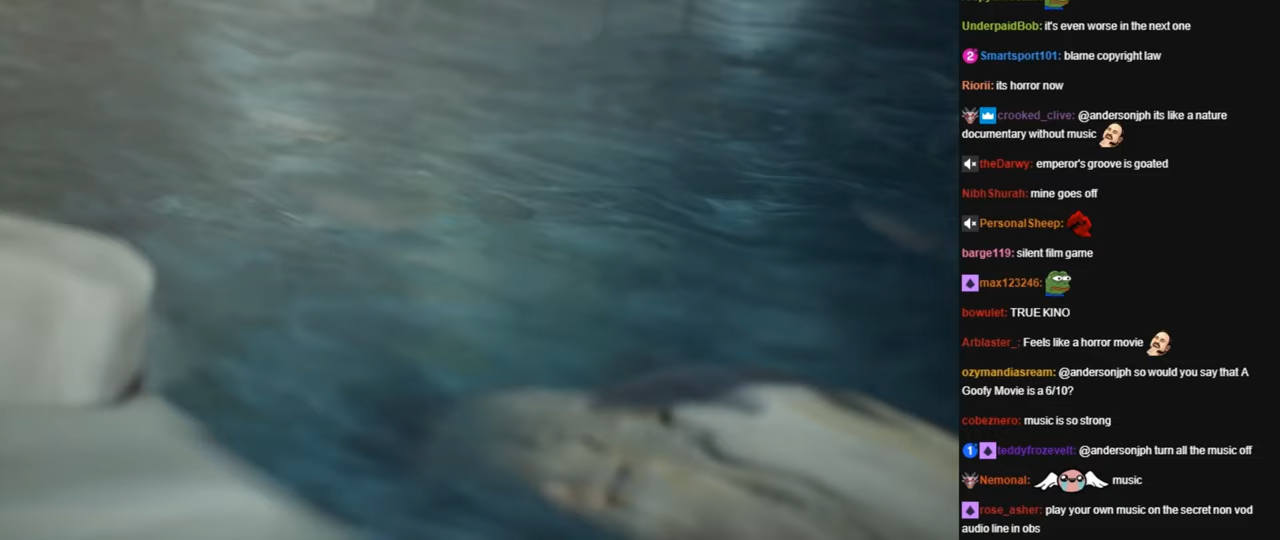 UnderpaidBob: it's even worse in the next one
2 Smartsport101: blame copyright law
Riorii: its horror now
crooked_clive: @andersonjph its like a nature
documentary without music
theDarwy: emperor's groove is goated
NibhShurah: mine goes off
PersonalSheep:
barge119: silent film game
max123246:
bowulet: TRUE KINO
Arblaster_: Feels like a horror movie
ozymandiasream: @andersonjph so would you say that A
Goofy Movie is a 6/10?
cobeznero: music is so strong
1 teddyfrozevelt: @andersonjph turn all the music off
Nemonal: music
rose_asher: play your own music on the secret non vod
audio line in obs